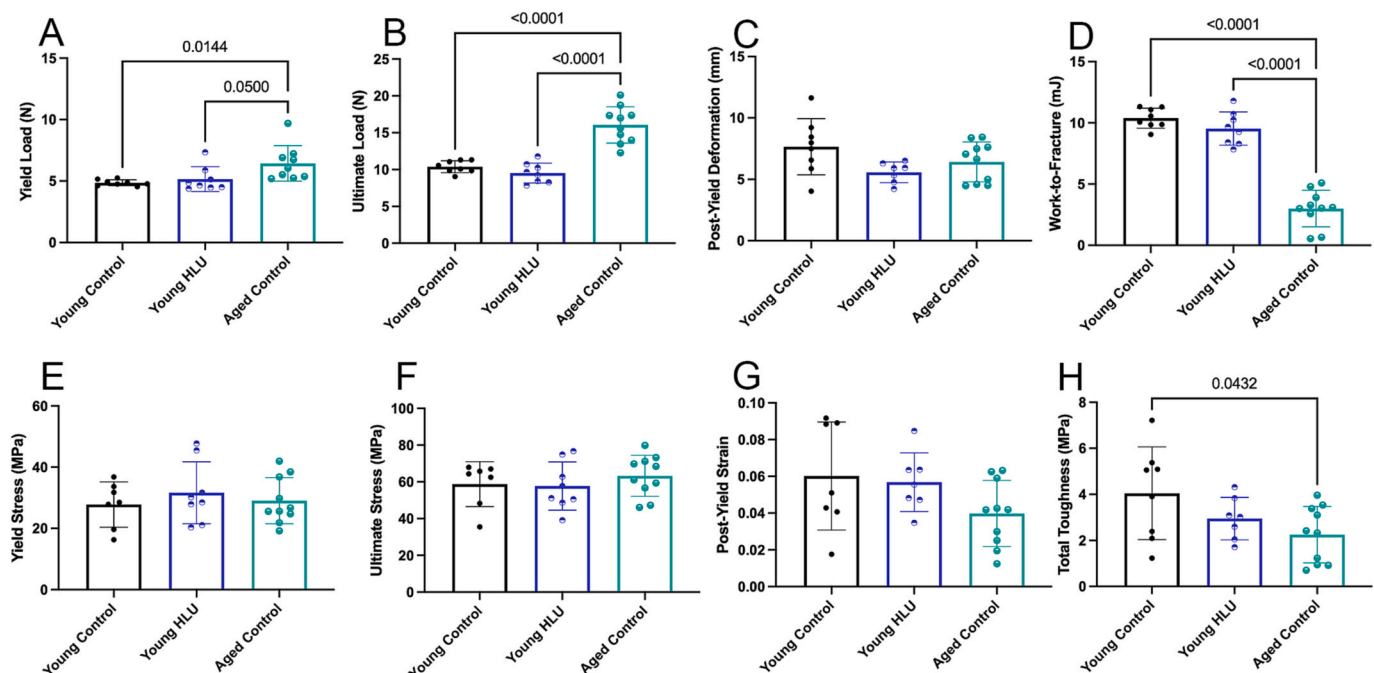 A
Yield Load (N)
15
10
5
0
0.0144
0.0500
Young Control
Young HLU
Aged Control
B
Ultimate Load (N)
25
20
15
10
5
0
<0.0001
<0.0001
Young Control
Young HLU
Aged Control
C
Post-Yield Deformation (mm)
15
10
5
0
Young Control
Young HLU
Aged Control
D
Work-to-Fracture (mJ)
15
10
5
0
<0.0001
<0.0001
Young Control
Young HLU
Aged Control
E
Yield Stress (MPa)
60
40
20
0
Young Control
Young HLU
Aged Control
F
Ultimate Stress (MPa)
100
80
60
40
20
0
Young Control
Young HLU
Aged Control
G
Post-Yield Strain
0.10
0.08
0.06
0.04
0.02
0.00
Young Control
Young HLU
Aged Control
H
Total Toughness (MPa)
8
6
4
2
0
0.0432
Young Control
Young HLU
Aged Control